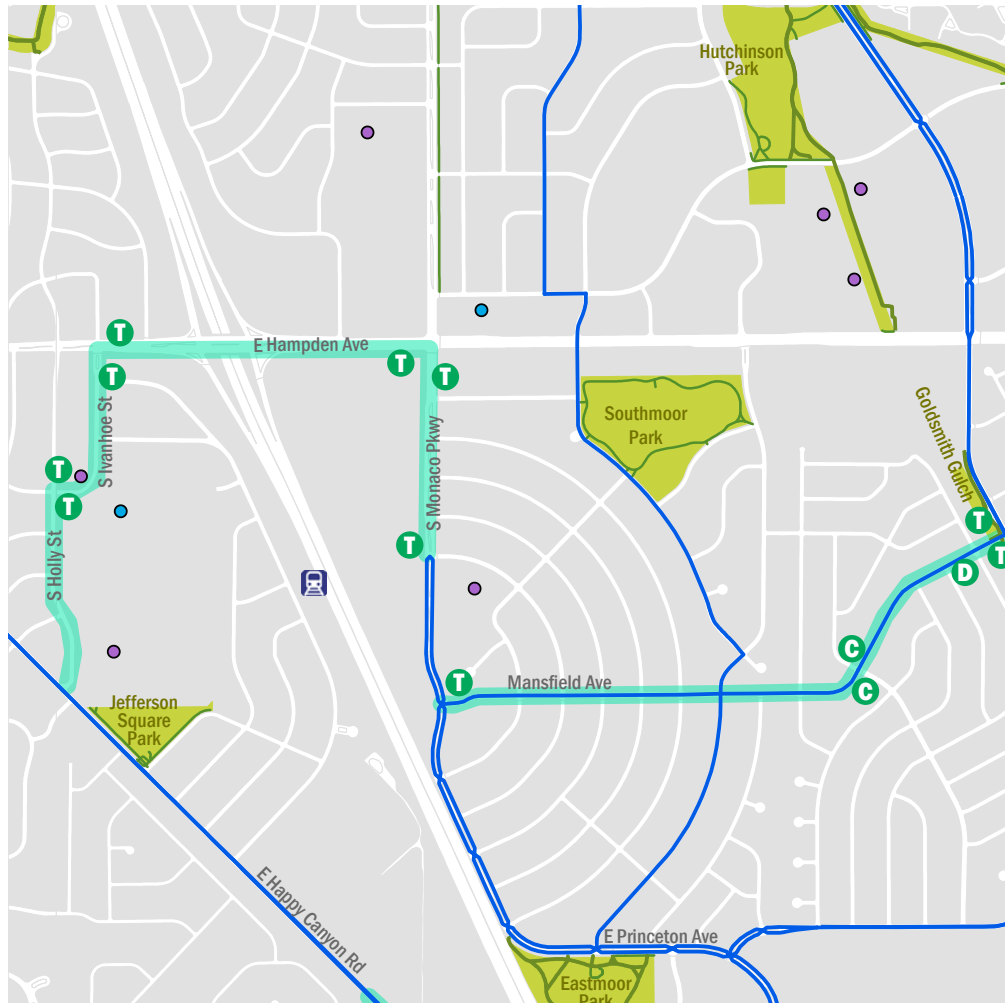 Hutchinson
Park
T
E Hampden Ave
T
T
T
S Ivanhoe St
Southmoor
Park
Goldsmith Gulch
S Monaco Pkwy
T
T
T
T
T
D
S Holly St
C
C
T
Mansfield Ave
Jefferson
Square
Park
E Happy Canyon Rd
E Princeton Ave
Eastmoor
Park